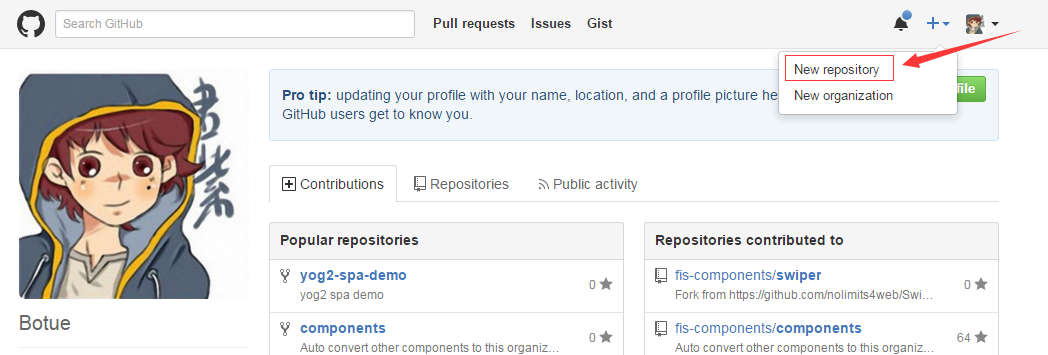 Search GitHub
Pull requests
Issues
Gist
New repository
New organization
Pro tip: updating your profile with your name, location, and a profile picture he
GitHub users get to know you.
file
Contributions
Repositories
Public activity
Popular repositories
yog2-spa-demo
yog2 spa demo
0
components
Auto convert other components to this organiz...
0
Repositories contributed to
fis-components/swiper
Fork from https://github.com/nolimits4web/Swi...
0
fis-components/components
Auto convert other components to this organiz...
64
Botue